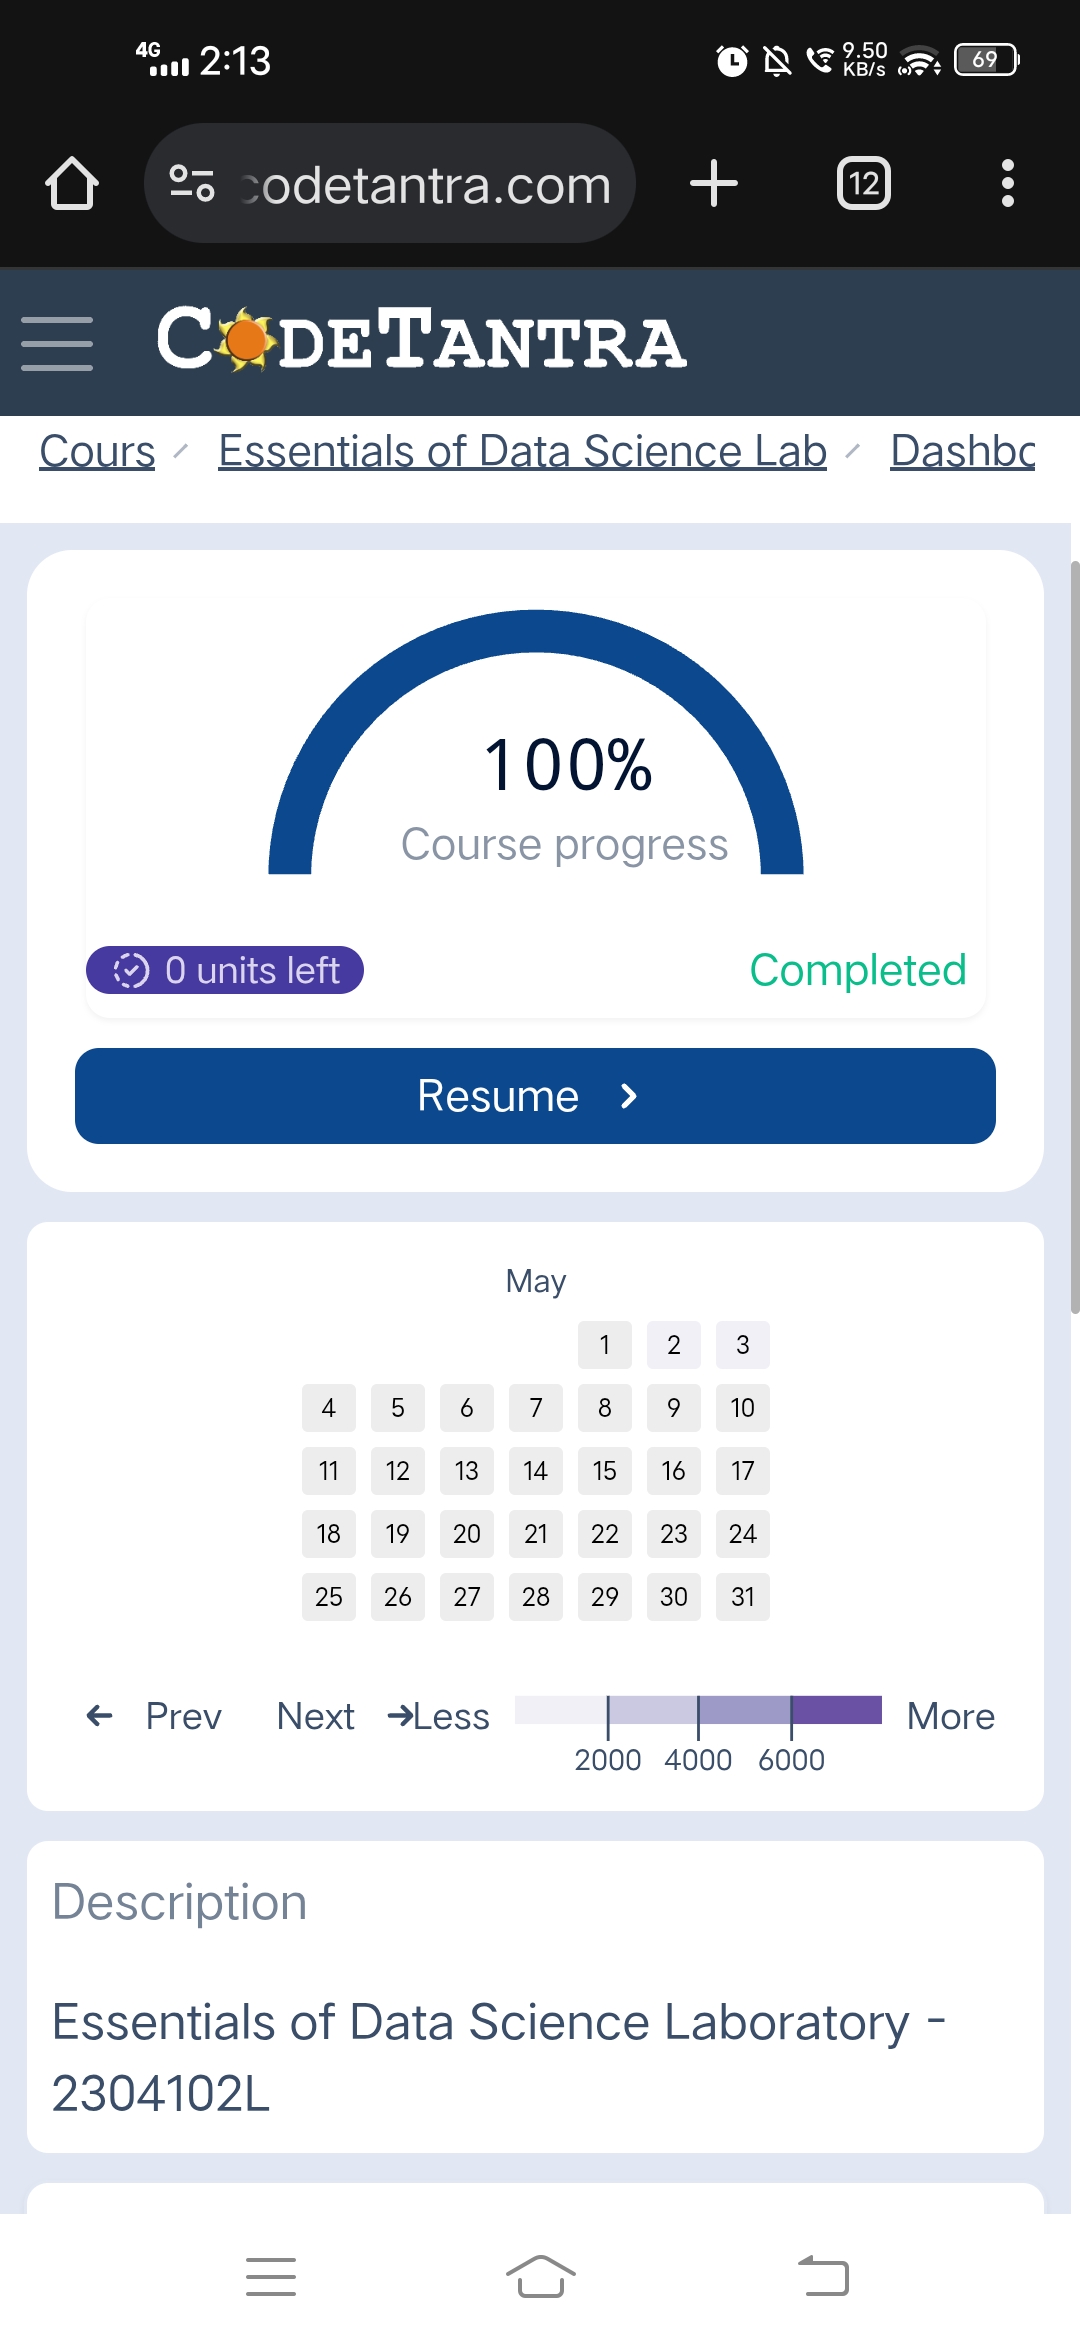 4G 2:13 9.50 KB/s 69
codetantra.com 12
CODETANTRA
Cours / Essentials of Data Science Lab / Dashbo
100%
Course progress
0 units left Completed
Resume
May
1 2 3
4 5 6 7 8 9 10
11 12 13 14 15 16 17
18 19 20 21 22 23 24
25 26 27 28 29 30 31
Prev Next Less More
2000 4000 6000
Description
Essentials of Data Science Laboratory -
2304102L